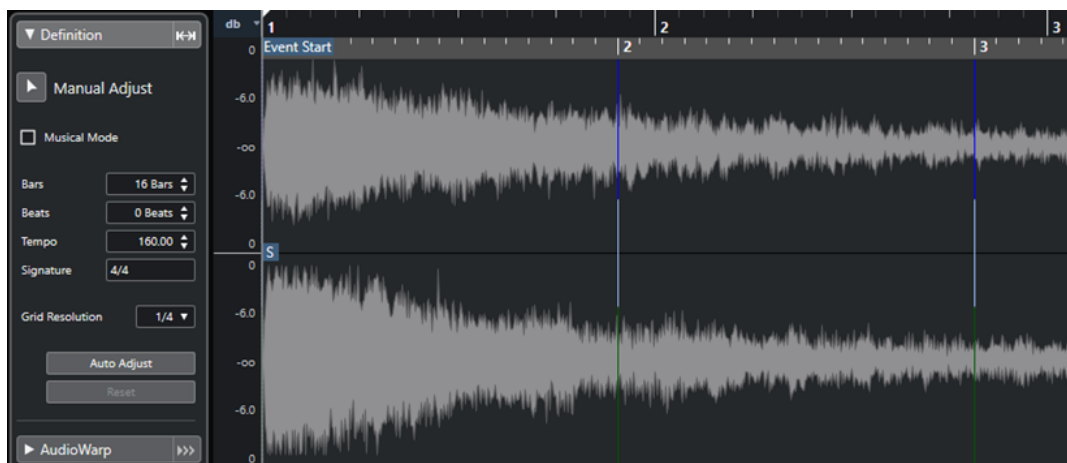 Definition
Manual Adjust
Musical Mode
Bars 16 Bars
Beats 0 Beats
Tempo 160.00
Signature 4/4
Grid Resolution 1/4
Auto Adjust
Reset
AudioWarp
db 1 2 3
0 Event Start 2 3
-6.0
-oo
-6.0
0 S
0
-6.0
-oo
-6.0
0